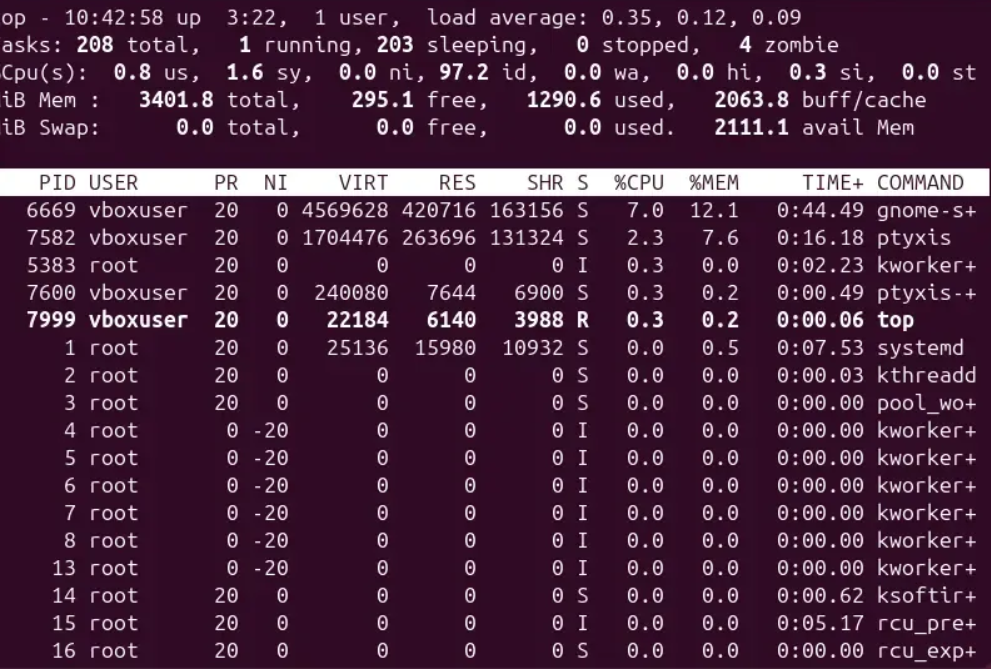 op - 10:42:58 up  3:22,  1 user,  load average: 0.35, 0.12, 0.09
asks: 208 total,   1 running, 203 sleeping,   0 stopped,   4 zombie
Cpu(s):  0.8 us,  1.6 sy,  0.0 ni, 97.2 id,  0.0 wa,  0.0 hi,  0.3 si,  0.0 st
iB Mem :   3401.8 total,    295.1 free,   1290.6 used,   2063.8 buff/cache
iB Swap:      0.0 total,      0.0 free,      0.0 used.   2111.1 avail Mem
PID USER      PR  NI    VIRT    RES    SHR S  %CPU  %MEM     TIME+ COMMAND
6669 vboxuser  20   0 4569628 420716 163156 S   7.0  12.1   0:44.49 gnome-s+
7582 vboxuser  20   0 1704476 263696 131324 S   2.3   7.6   0:16.18 ptyxis
5383 root      20   0       0      0      0 I   0.3   0.0   0:02.23 kworker+
7600 vboxuser  20   0  240080   7644   6900 S   0.3   0.2   0:00.49 ptyxis-+
7999 vboxuser  20   0   22184   6140   3988 R   0.3   0.2   0:00.06 top
1 root      20   0   25136  15980  10932 S   0.0   0.5   0:07.53 systemd
2 root      20   0       0      0      0 S   0.0   0.0   0:00.03 kthreadd
3 root      20   0       0      0      0 S   0.0   0.0   0:00.00 pool_wo+
4 root       0 -20       0      0      0 I   0.0   0.0   0:00.00 kworker+
5 root       0 -20       0      0      0 I   0.0   0.0   0:00.00 kworker+
6 root       0 -20       0      0      0 I   0.0   0.0   0:00.00 kworker+
7 root       0 -20       0      0      0 I   0.0   0.0   0:00.00 kworker+
8 root       0 -20       0      0      0 I   0.0   0.0   0:00.00 kworker+
13 root       0 -20       0      0      0 I   0.0   0.0   0:00.00 kworker+
14 root      20   0       0      0      0 S   0.0   0.0   0:00.62 ksoftir+
15 root      20   0       0      0      0 I   0.0   0.0   0:05.17 rcu_pre+
16 root      20   0       0      0      0 S   0.0   0.0   0:00.00 rcu_exp+